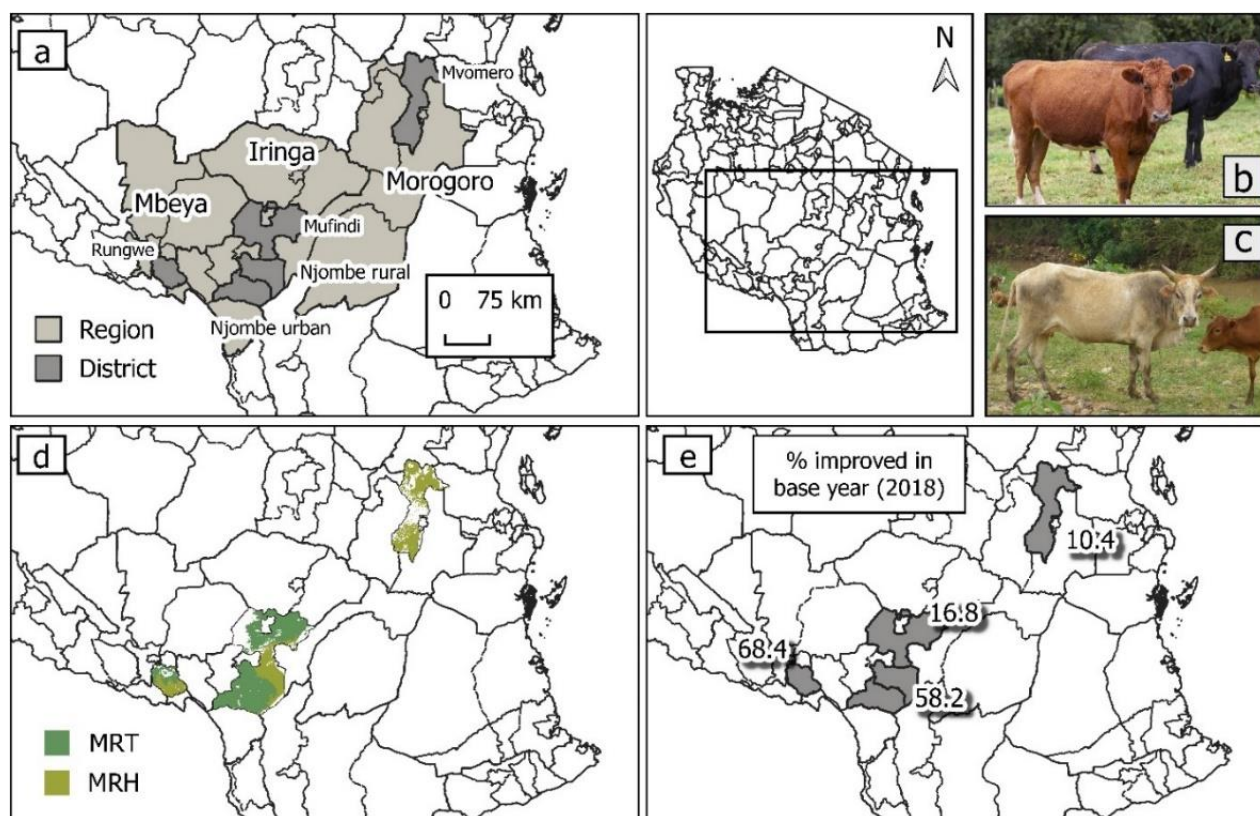 a
Mvomero
Iringa
Morogoro
Mbeya
Mufindi
Rungwe
Njombe rural
0 75 km
Region
Njombe urban
District
N
b
c
d
MRT
MRH
e
% improved in
base year (2018)
10.4
16.8
68.4
58.2